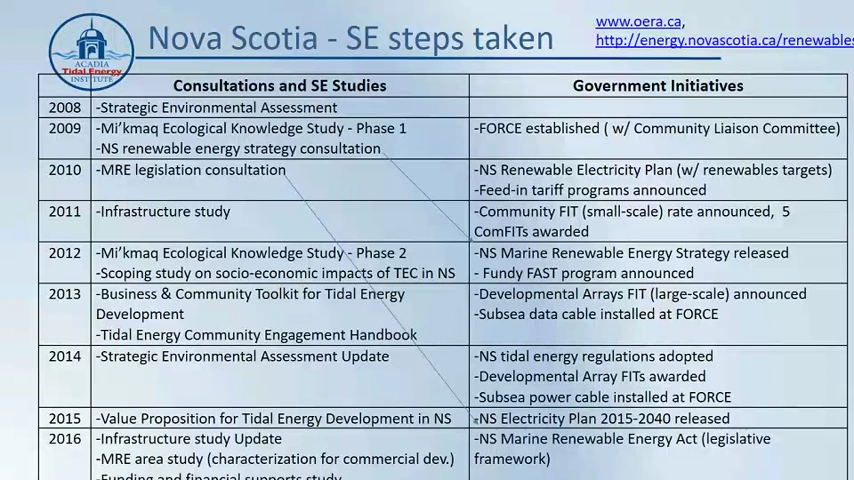 www.oera.ca,
http://energy.novascotia.ca/renewables
Nova Scotia - SE steps taken
ACADIA
Tidal Energy
INSTITUTE
Consultations and SE Studies
Government Initiatives
2008
-Strategic Environmental Assessment
2009
-Mi’kmaq Ecological Knowledge Study - Phase 1
-NS renewable energy strategy consultation
-FORCE established ( w/ Community Liaison Committee)
2010
-MRE legislation consultation
-NS Renewable Electricity Plan (w/ renewables targets)
-Feed-in tariff programs announced
2011
-Infrastructure study
-Community FIT (small-scale) rate announced, 5
ComFITs awarded
2012
-Mi’kmaq Ecological Knowledge Study - Phase 2
-Scoping study on socio-economic impacts of TEC in NS
-NS Marine Renewable Energy Strategy released
- Fundy FAST program announced
2013
-Business & Community Toolkit for Tidal Energy
Development
-Tidal Energy Community Engagement Handbook
-Developmental Arrays FIT (large-scale) announced
-Subsea data cable installed at FORCE
2014
-Strategic Environmental Assessment Update
-NS tidal energy regulations adopted
-Developmental Array FITs awarded
-Subsea power cable installed at FORCE
2015
-Value Proposition for Tidal Energy Development in NS
-NS Electricity Plan 2015-2040 released
2016
-Infrastructure study Update
-MRE area study (characterization for commercial dev.)
-Funding and financial supports study
-NS Marine Renewable Energy Act (legislative
framework)